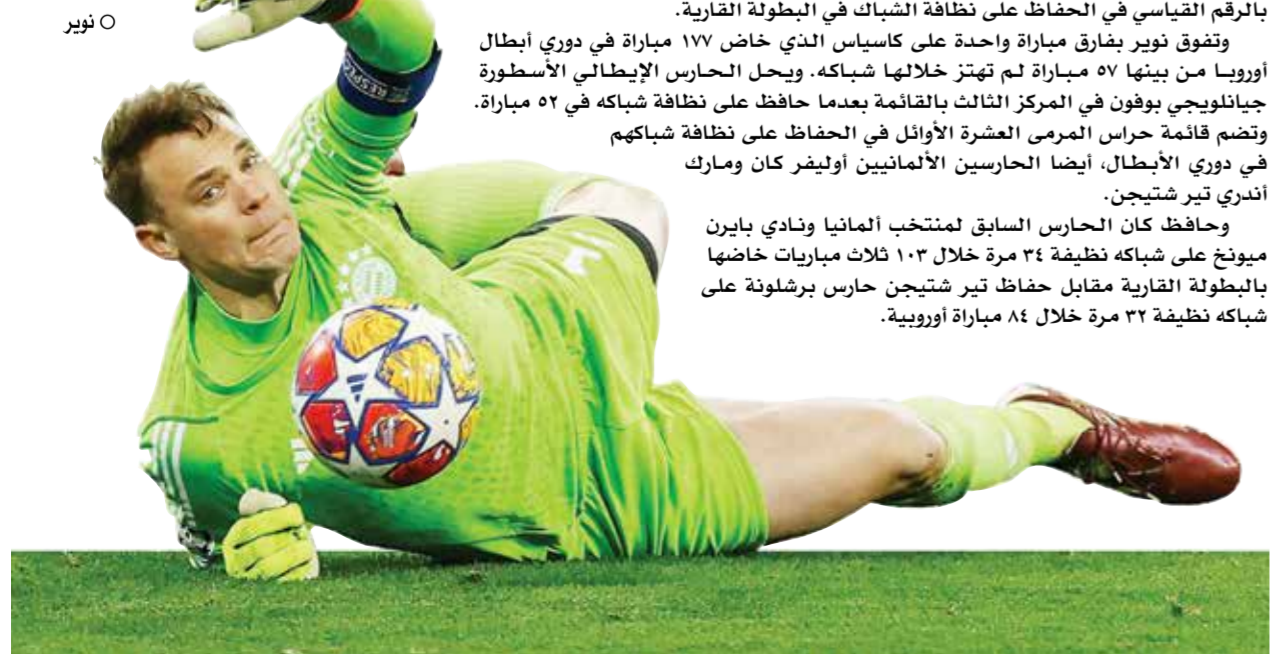 بالرقم القياسي في الحفاظ على نظافة الشباك في البطولة القارية.
وتفوق نوير بفارق مباراة واحدة على كاسياس الذي خاض ١٧٧ مباراة في دوري أبطال
أوروبا من بينها ٥٧ مباراة لم تهتز خلالها شباكه. ويحل الحارس الإيطالي الأسطورة
جيانلويجي بوفون في المركز الثالث بالقائمة بعدما حافظ على نظافة شباكه في ٥٢ مباراة.
وتضم قائمة حراس المرمى العشرة الأوائل في الحفاظ على نظافة شباكهم
في دوري الأبطال، أيضا الحارسين الألمانيين أوليفر كان ومارك
أندري تير شتيجن.
وحافظ كان الحارس السابق لمنتخب ألمانيا ونادي بايرن
ميونخ على شباكه نظيفة ٣٤ مرة خلال ١٠٣ ثلاث مباريات خاضها
بالبطولة القارية مقابل حفاظ تير شتيجن حارس برشلونة على
شباكه نظيفة ٣٢ مرة خلال ٨٤ مباراة أوروبية.
○ نوير
RESPECT